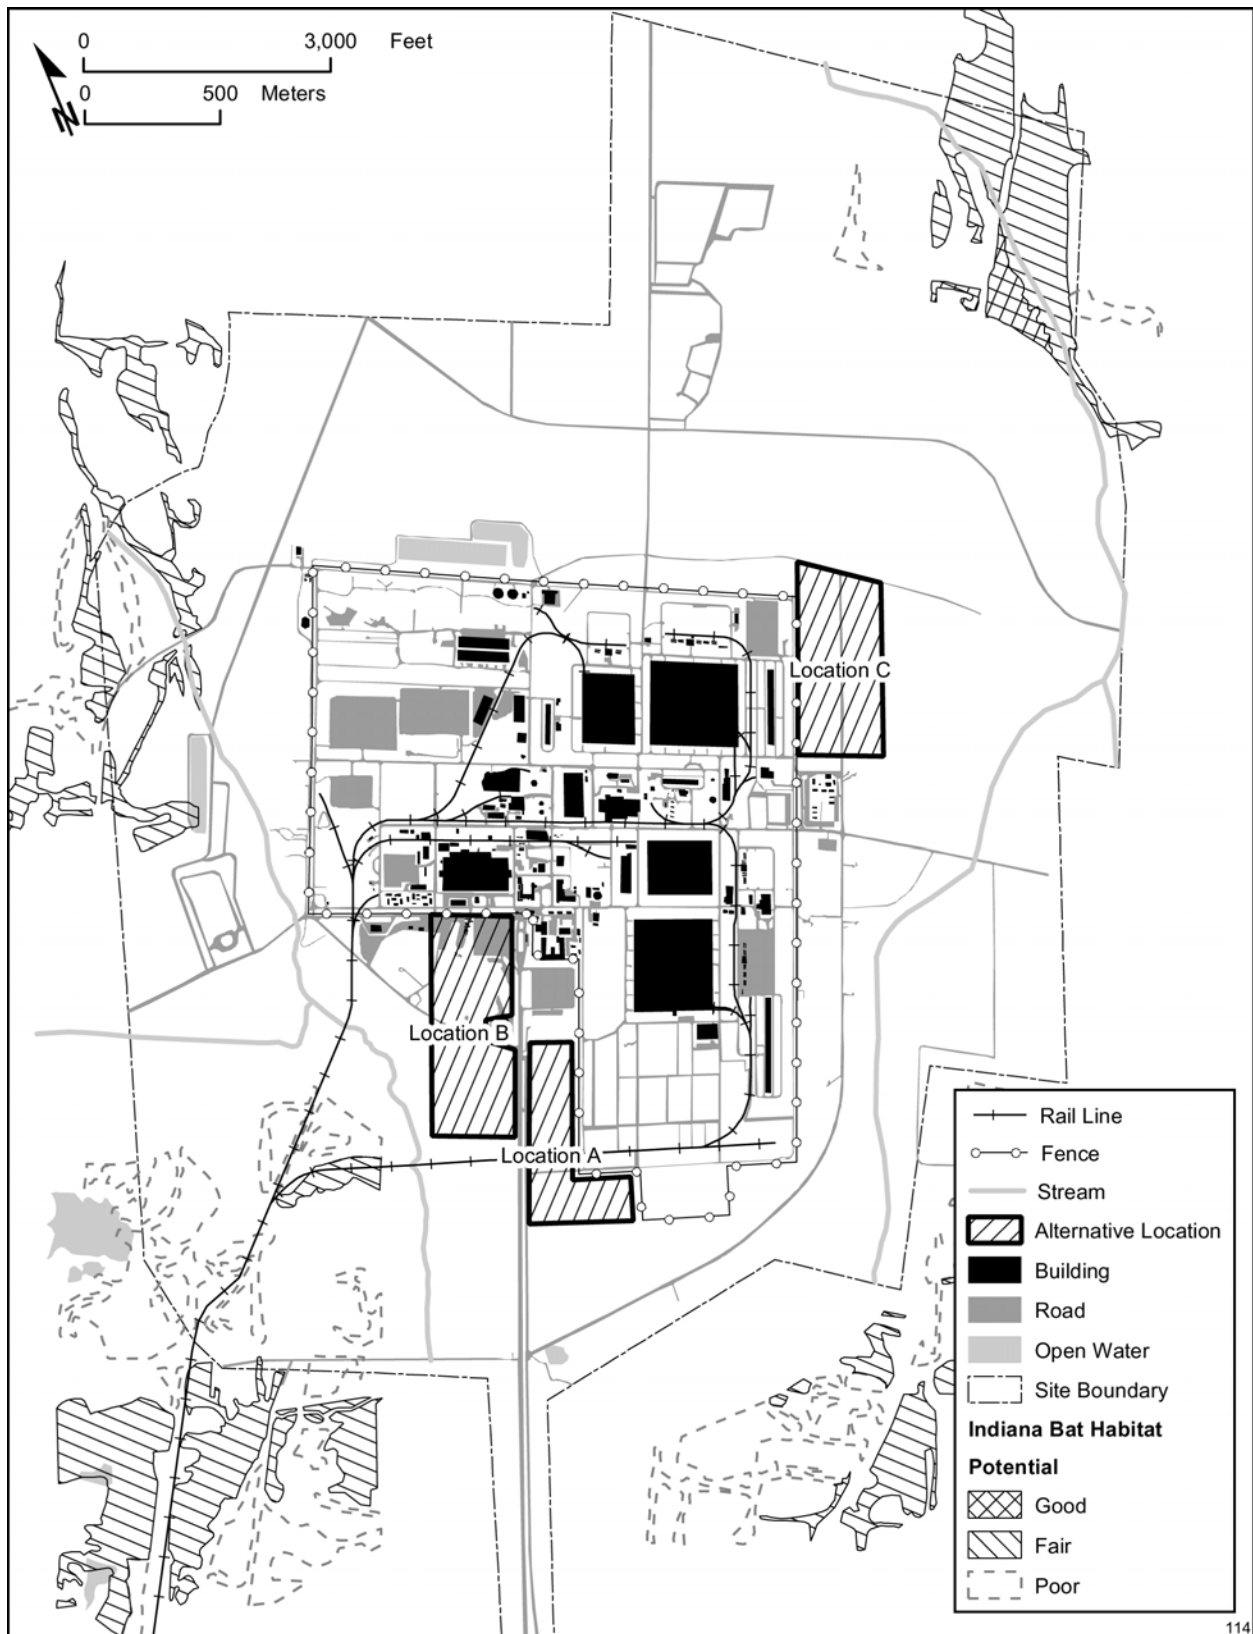 0 3,000 Feet
0 500 Meters
N
Location C
Location B
Location A
Rail Line
Fence
Stream
Alternative Location
Building
Road
Open Water
Site Boundary
Indiana Bat Habitat
Potential
Good
Fair
Poor
114